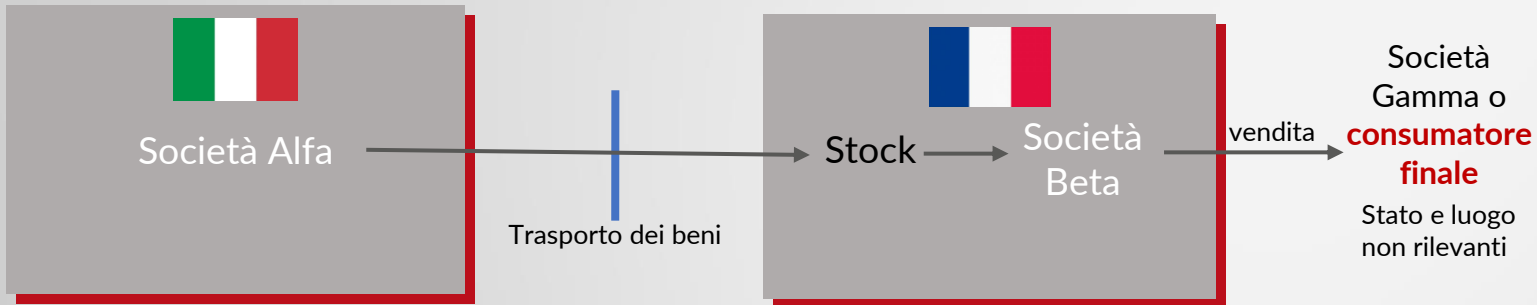 Società Alfa
Trasporto dei beni
Stock
Società
Beta
vendita
Società
Gamma o
consumatore
finale
Stato e luogo
non rilevanti